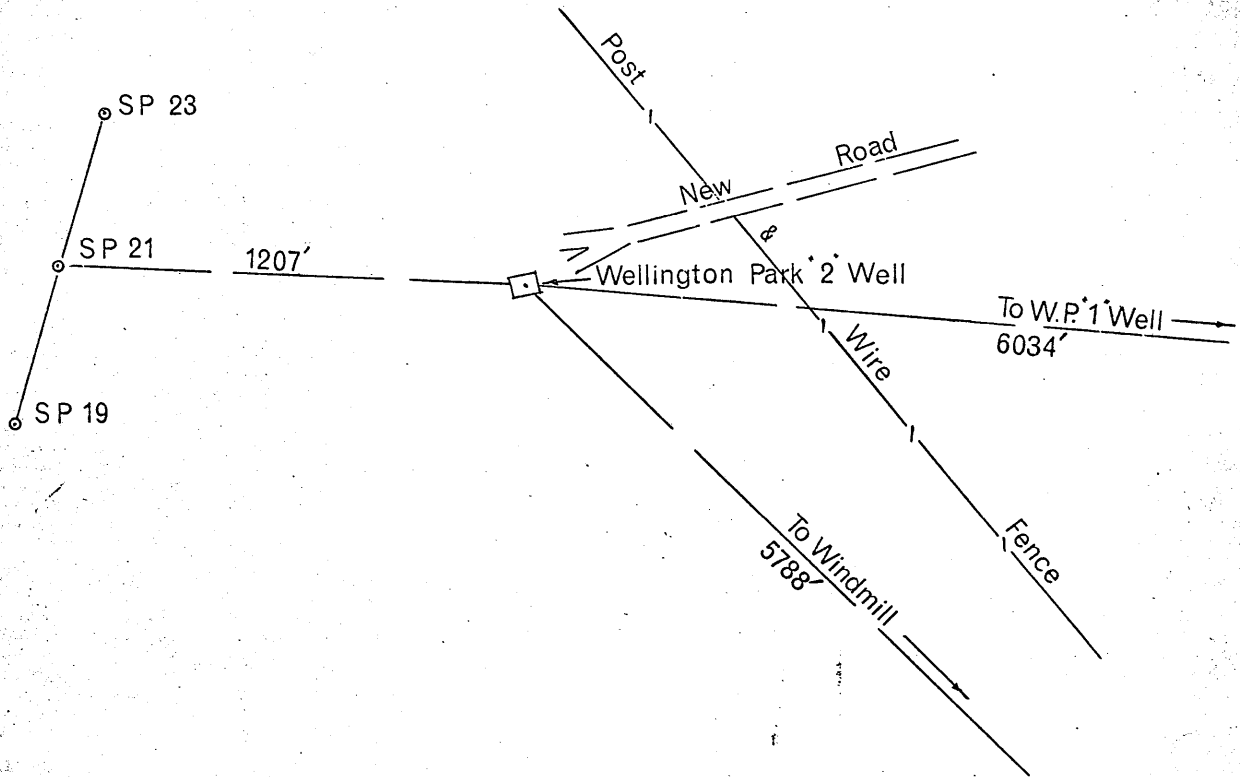 Post
&
Wire
Fence
SP 23
New
Road
SP 21
1207'
Wellington Park "2" Well
To W.P. "1" Well
6034'
SP 19
To Windmill
5788'